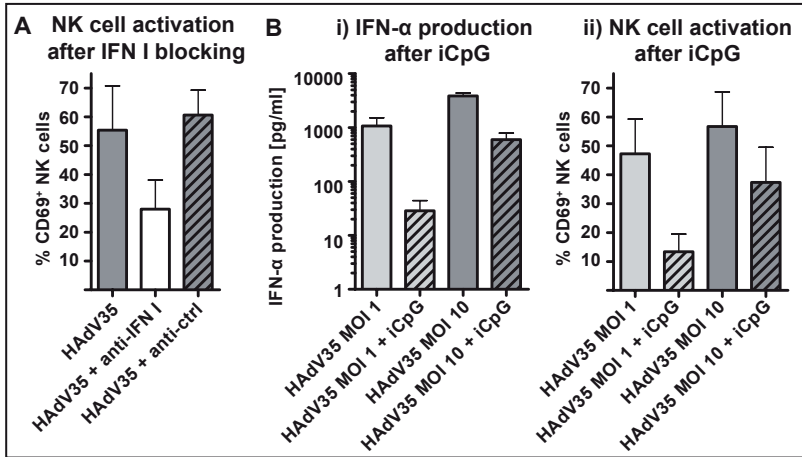 A
NK cell activation
after IFN I blocking
% CD69⁺ NK cells
70
60
50
40
30
20
10
HAdV35
HAdV35 + anti-IFN I
HAdV35 + anti-ctrl
B
i) IFN-α production
after iCpG
IFN-α production [pg/ml]
10000
1000
100
10
1
HAdV35 MOI 1
HAdV35 MOI 1 + iCpG
HAdV35 MOI 10
HAdV35 MOI 10 + iCpG
ii) NK cell activation
after iCpG
% CD69⁺ NK cells
70
60
50
40
30
20
10
HAdV35 MOI 1
HAdV35 MOI 1 + iCpG
HAdV35 MOI 10
HAdV35 MOI 10 + iCpG